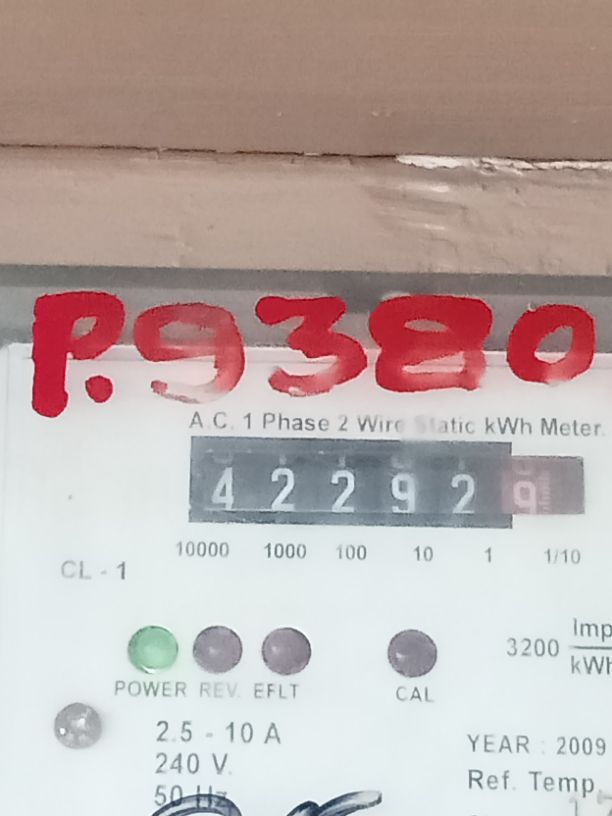 P.9380
A.C. 1 Phase 2 Wire Static kWh Meter.
4 2 2 9 2 9
10000 1000 100 10 1 1/10
CL - 1
3200 Imp
kWh
POWER REV. EFLT CAL
2.5 - 10 A
240 V.
50 Hz
YEAR : 2009
Ref. Temp